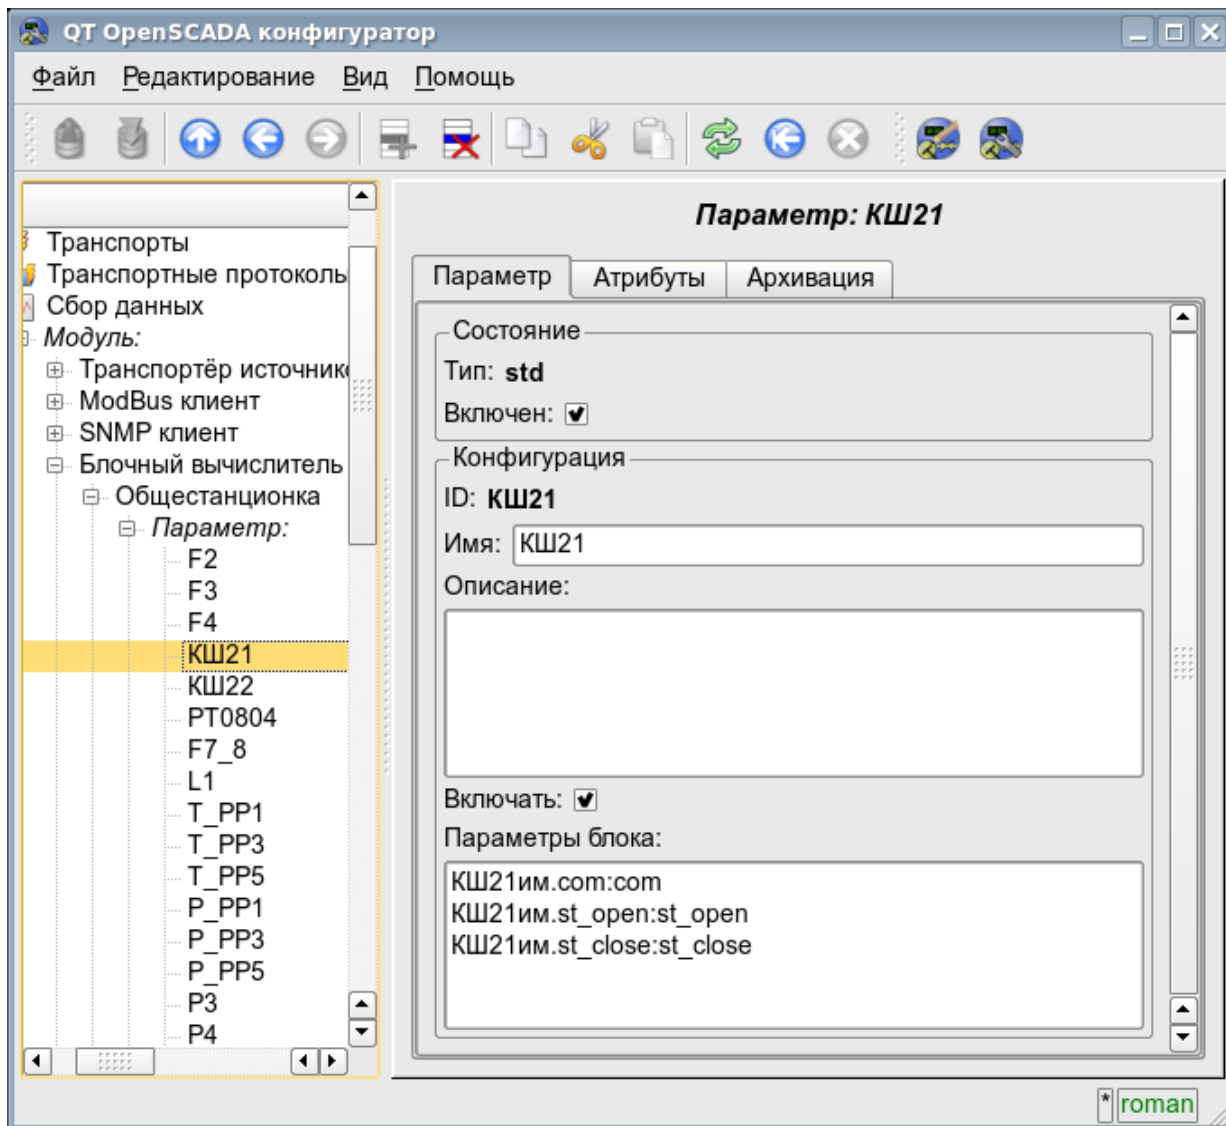 QT OpenSCADA конфигуратор
Файл Редактирование Вид Помощь
Транспорты
Транспортные протоколы
Сбор данных
Модуль:
Транспортёр источник
ModBus клиент
SNMP клиент
Блочный вычислитель
Общестанционка
Параметр:
F2
F3
F4
КШ21
КШ22
PT0804
F7_8
L1
T_PP1
T_PP3
T_PP5
P_PP1
P_PP3
P_PP5
P3
P4
Параметр: КШ21
Параметр Атрибуты Архивация
Состояние
Тип: std
Включен:
Конфигурация
ID: КШ21
Имя: КШ21
Описание:
Включать:
Параметры блока:
КШ21им.com:com
КШ21им.st_open:st_open
КШ21им.st_close:st_close
* roman